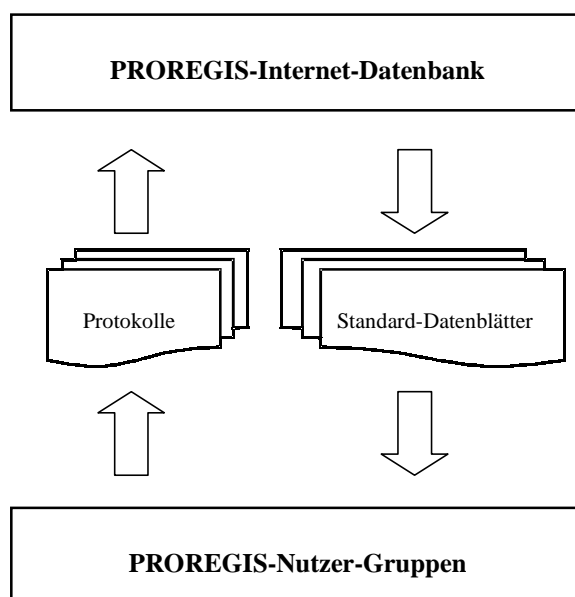 PROREGIS-Internet-Datenbank
Protokolle
Standard-Datenblätter
PROREGIS-Nutzer-Gruppen